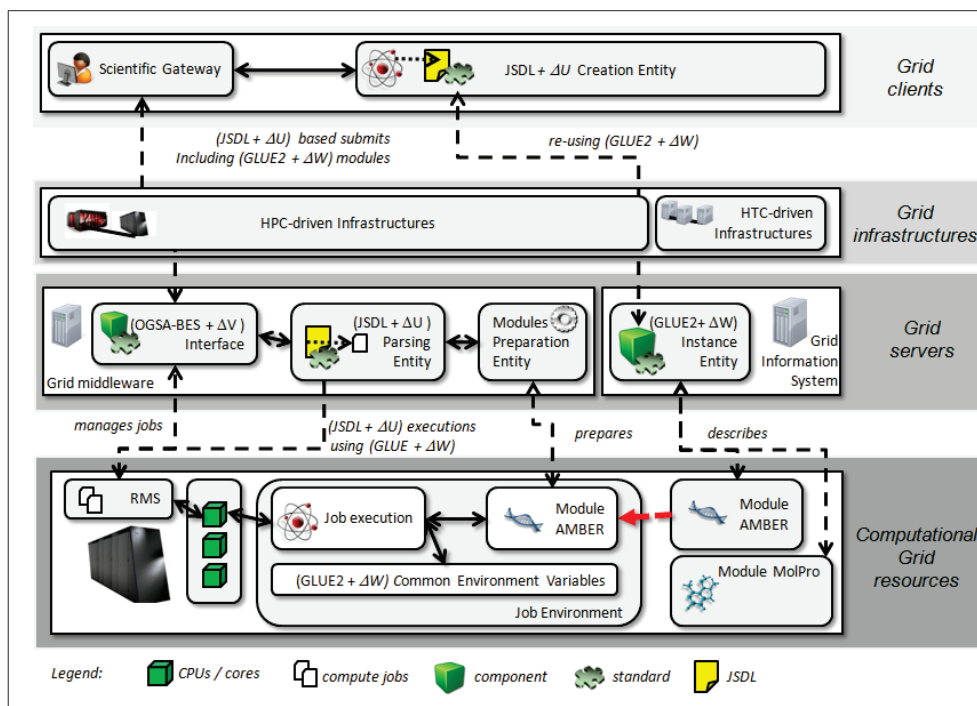 Scientific Gateway
JSDL + ΔU Creation Entity
Grid
clients
(JSDL + ΔU) based submits
Including (GLUE2 + ΔW) modules
re-using (GLUE2 + ΔW)
HPC-driven Infrastructures
HTC-driven
Infrastructures
Grid
infrastructures
(OGSA-BES + ΔV )
Interface
(JSDL + ΔU )
Parsing
Entity
Modules
Preparation
Entity
Grid middleware
(GLUE2+ ΔW)
Instance
Entity
Grid
Information
System
Grid
servers
manages jobs
(JSDL + ΔU) executions
using (GLUE + ΔW)
prepares
describes
RMS
Job execution
Module
AMBER
Module
AMBER
(GLUE2 + ΔW) Common Environment Variables
Job Environment
Module MolPro
Computational
Grid
resources
Legend:
CPUs / cores
compute jobs
component
standard
JSDL